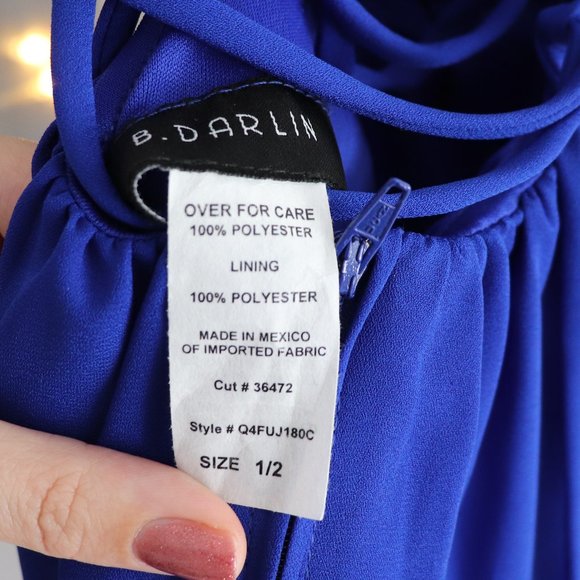 B. DARLIN
OVER FOR CARE
100% POLYESTER
LINING
100% POLYESTER
MADE IN MEXICO
OF IMPORTED FABRIC
Cut # 36472
Style # Q4FUJ180C
SIZE 1/2